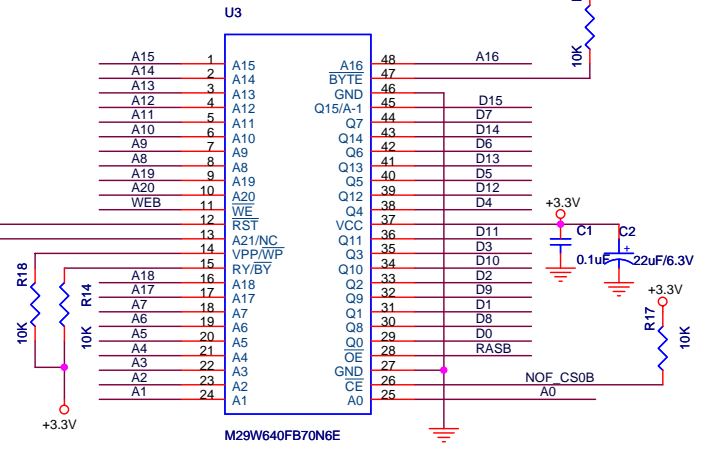 U3
10K
A15 1 A15 A16 48 A16
A14 2 A14 BYTE 47
A13 3 A13 GND 46
A12 4 A12 Q15/A-1 45 D15
A11 5 A11 Q7 44 D7
A10 6 A10 Q14 43 D14
A9 7 A9 Q6 42 D6
A8 8 A8 Q13 41 D13
A19 9 A19 Q5 40 D5
A20 10 A20 Q12 39 D12
WEB 11 WE Q4 38 D4
12 RST VCC 37 +3.3V
13 A21/NC Q11 36 D11
14 VPP/WP Q3 35 D3
15 RY/BY Q10 34 D10
A18 16 A18 Q2 33 D2
A17 17 A17 Q9 32 D9
A7 18 A7 Q1 31 D1
A6 19 A6 Q8 30 D8
A5 20 A5 Q0 29 D0
A4 21 A4 OE 28 RASB
A3 22 A3 GND 27
A2 23 A2 CE 26 NOF_CS0B
A1 24 A1 A0 25 A0
C1
0.1uF
C2
+
22uF/6.3V
+3.3V
R17
10K
R18
10K
R14
10K
+3.3V
M29W640FB70N6E